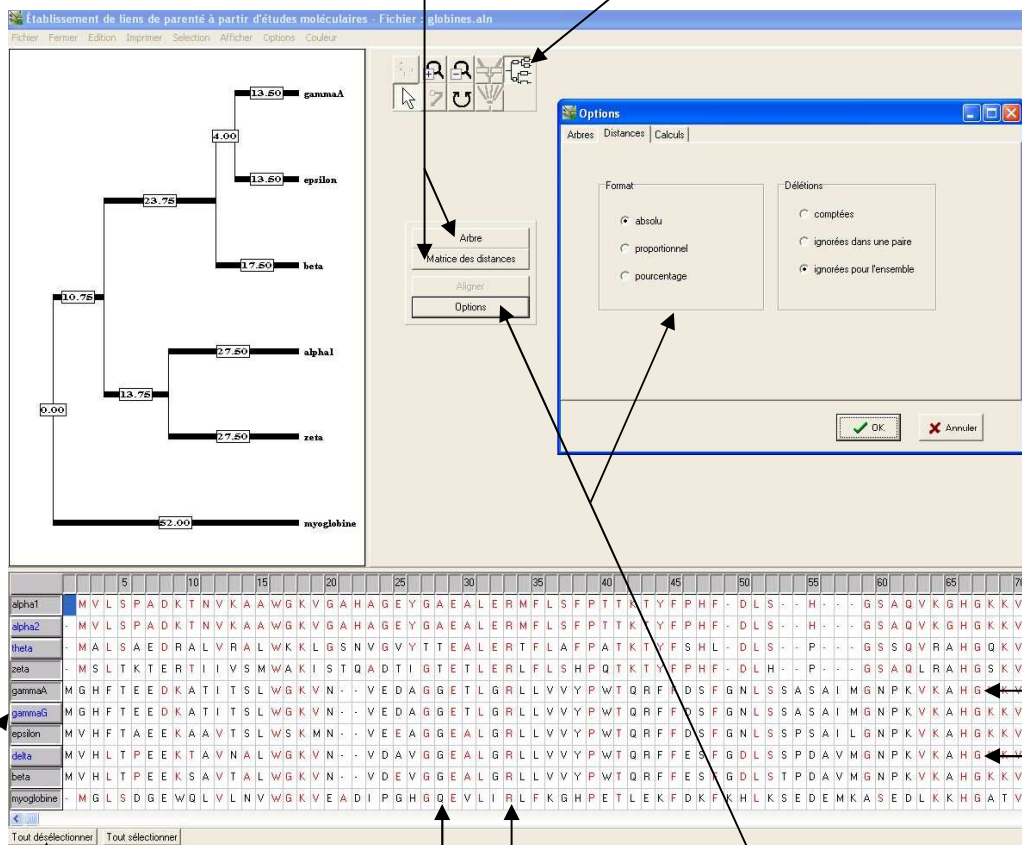 Établissement de liens de parenté à partir d'études moléculaires - Fichier : globines.aln
Fichier Fermer Edition Imprimer Selection Afficher Options Couleur
13.50 gammaA
4.00
13.50 epsilon
23.75
17.50 beta
10.75
27.50 alpha1
13.75
0.00
27.50 zeta
52.00 myoglobine
Arbre
Matrice des distances
Aligner
Options
Options
Arbres Distances Calculs
Format
absolu
proportionnel
pourcentage
Délétions
comptées
ignorées dans une paire
ignorées pour l'ensemble
OK Annuler
5 10 15 20 25 30 35 40 45 50 55 60 65 70
alpha1 - M V L S P A D K T N V K A A W G K V G A H A G E Y G A E A L E R M F L S F P T T K T Y F P H F - D L S - - H - - - G S A Q V K G H G K K V
alpha2 - M V L S P A D K T N V K A A W G K V G A H A G E Y G A E A L E R M F L S F P T T K T Y F P H F - D L S - - H - - - G S A Q V K G H G K K V
theta - M A L S A E D R A L V R A L W K K L G S N V G V Y T T E A L E R T F L A F P A T K T Y F S H L - D L S - - P - - - G S S Q V R A H G Q K V
zeta - M S L T K T E R T I I V S M W A K I S T Q A D T I G T E T L E R L F L S H P Q T K T Y F P H F - D L H - - P - - - G S A Q L R A H G S K V
gammaA M G H F T E E D K A T I T S L W G K V N - - V E D A G G E T L G R L L V V Y P W T Q R F F D S F G N L S S A S A I M G N P K V K A H G K V
gammaG M G H F T E E D K A T I T S L W G K V N - - V E D A G G E T L G R L L V V Y P W T Q R F F D S F G N L S S A S A I M G N P K V K A H G K K V
epsilon M V H F T A E E K A A V T S L W S K M N - - V E E A G G E A L G R L L V V Y P W T Q R F F D S F G N L S S P S A I L G N P K V K A H G K K V
delta M V H L T P E E K T A V N A L W G K V N - - V D A V G G E A L G R L L V V Y P W T Q R F F E S F G D L S S P D A V M G N P K V K A H G K V
beta M V H L T P E E K S A V T A L W G K V N - - V D E V G G E A L G R L L V V Y P W T Q R F F E S F G D L S T P D A V M G N P K V K A H G K K V
myoglobine - M G L S D G E W Q L V L N V W G K V E A D I P G H G Q E V L I R L F K G H P E T L E K F D K F K H L K S E D E M K A S E D L K K H G A T V
Tout désélectionner Tout sélectionner